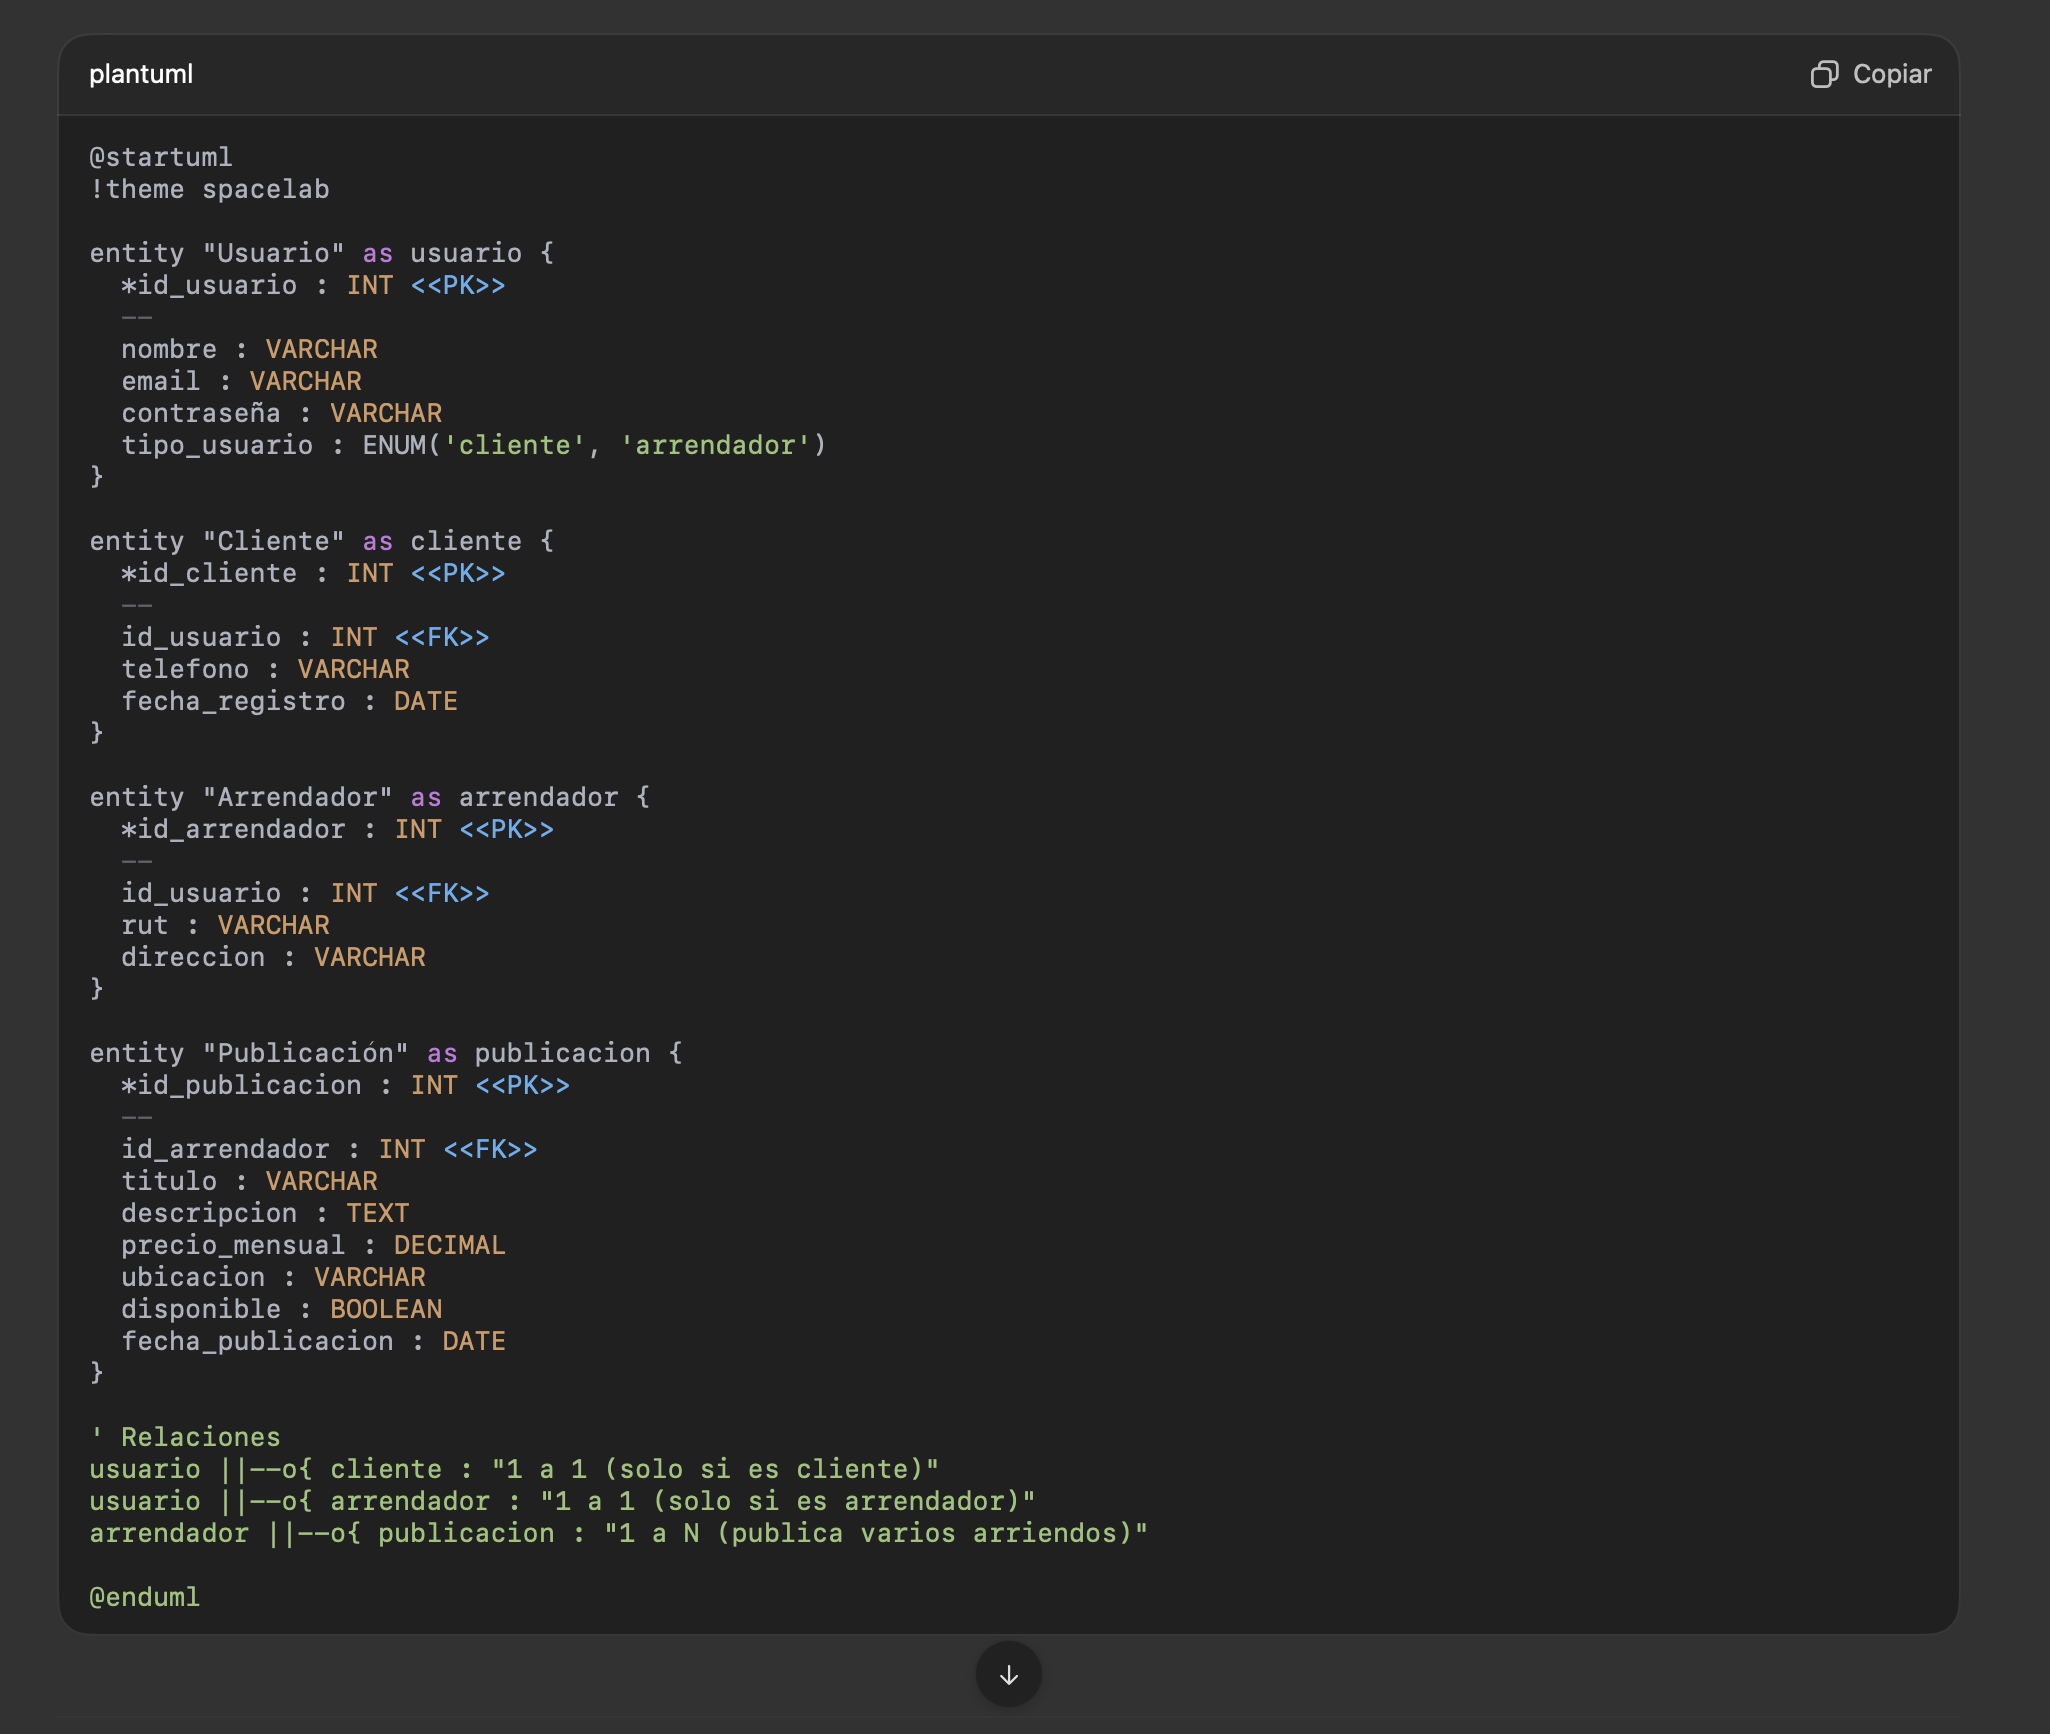 plantuml
Copiar
@startuml
!theme spacelab
entity "Usuario" as usuario {
  *id_usuario : INT <<PK>>
  --
  nombre : VARCHAR
  email : VARCHAR
  contraseña : VARCHAR
  tipo_usuario : ENUM('cliente', 'arrendador')
}
entity "Cliente" as cliente {
  *id_cliente : INT <<PK>>
  --
  id_usuario : INT <<FK>>
  telefono : VARCHAR
  fecha_registro : DATE
}
entity "Arrendador" as arrendador {
  *id_arrendador : INT <<PK>>
  --
  id_usuario : INT <<FK>>
  rut : VARCHAR
  direccion : VARCHAR
}
entity "Publicación" as publicacion {
  *id_publicacion : INT <<PK>>
  --
  id_arrendador : INT <<FK>>
  titulo : VARCHAR
  descripcion : TEXT
  precio_mensual : DECIMAL
  ubicacion : VARCHAR
  disponible : BOOLEAN
  fecha_publicacion : DATE
}
' Relaciones
usuario ||--o{ cliente : "1 a 1 (solo si es cliente)"
usuario ||--o{ arrendador : "1 a 1 (solo si es arrendador)"
arrendador ||--o{ publicacion : "1 a N (publica varios arriendos)"
@enduml